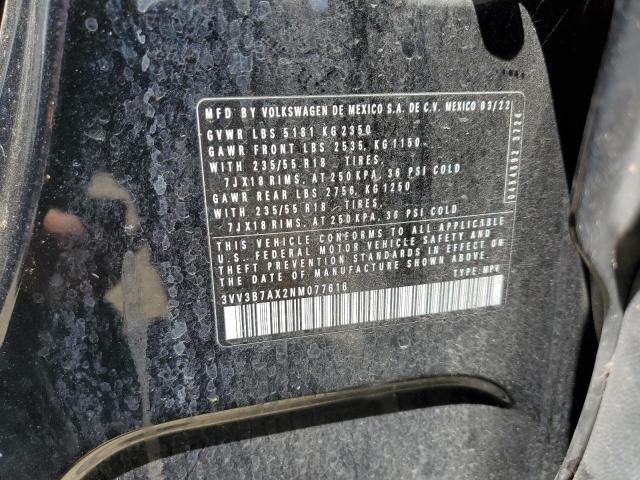 MFD BY VOLKSWAGEN DE MEXICO S.A. DE C.V. MEXICO 03/22
GVWR LBS 5181 KG 2350
GAWR FRONT LBS 2535, KG 1150
WITH 235/55 R18 TIRES,
7JX18 RIMS, AT 250 KPA, 36 PSI COLD
GAWR REAR LBS 2756, KG 1250
WITH 235/55 R18 TIRES,
7JX18 RIMS, AT 250 KPA, 36 PSI COLD
THIS VEHICLE CONFORMS TO ALL APPLICABLE
U.S. FEDERAL MOTOR VEHICLE SAFETY AND
THEFT PREVENTION STANDARDS IN EFFECT ON
THE DATE OF MANUFACTURE SHOWN ABOVE.
3VV3B7AX2NM077616 TYPE: MPV